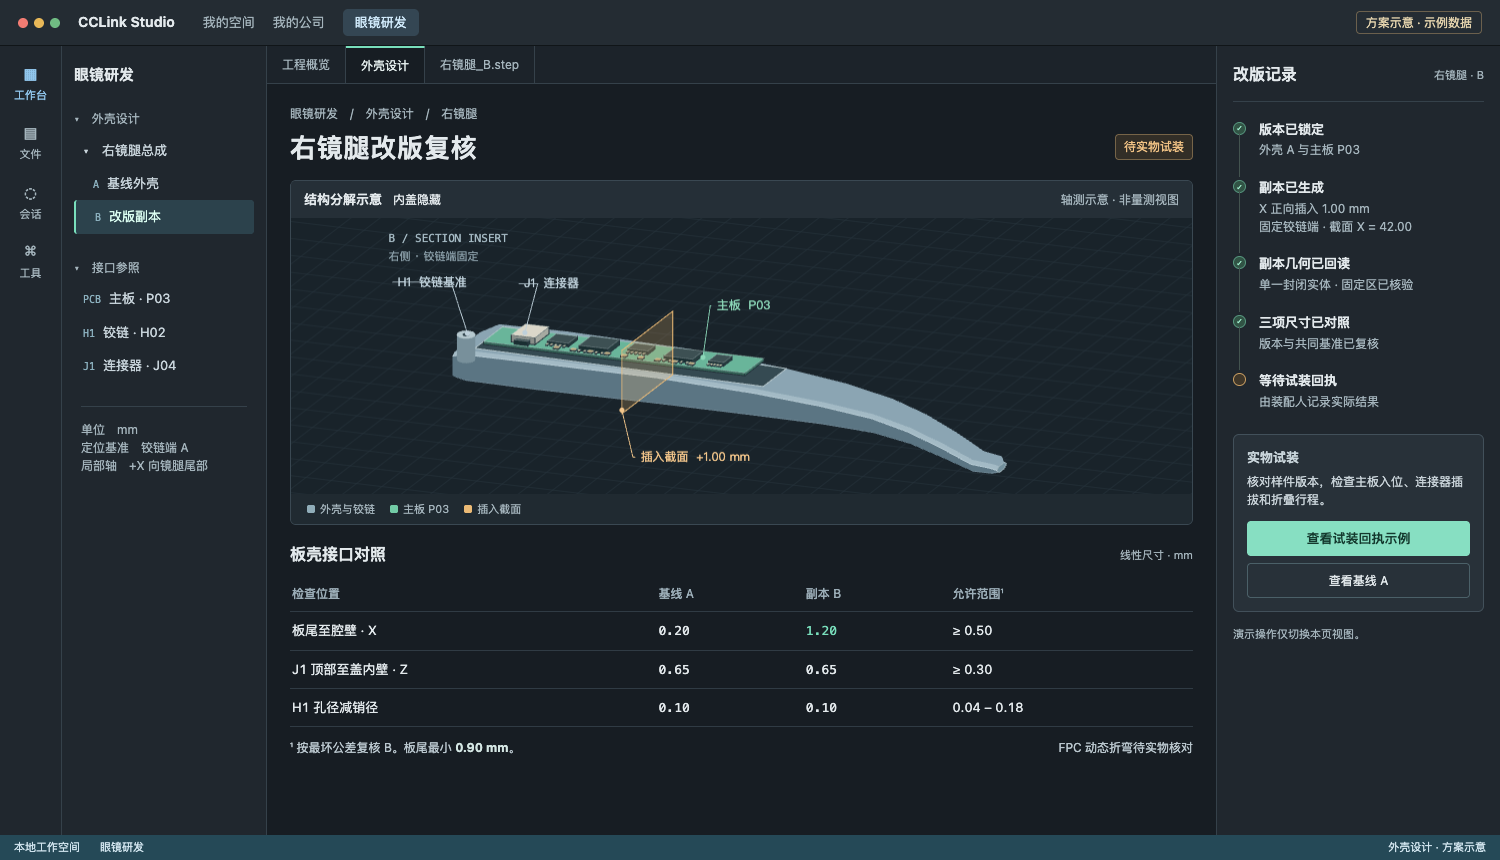 CCLink Studio
我的空间
我的公司
眼镜研发
方案示意 · 示例数据
工作台
文件
会话
工具
眼镜研发
外壳设计
右镜腿总成
A 基线外壳
B 改版副本
接口参照
PCB 主板 · P03
H1 铰链 · H02
J1 连接器 · J04
单位 mm
定位基准 铰链端 A
局部轴 +X 向镜腿尾部
工程概览
外壳设计
右镜腿_B.step
眼镜研发 / 外壳设计 / 右镜腿
右镜腿改版复核
待实物试装
结构分解示意 内盖隐藏
轴测示意 · 非量测视图
B / SECTION INSERT
右侧 · 铰链端固定
H1 铰链基准
J1 连接器
主板 P03
插入截面 +1.00 mm
外壳与铰链
主板 P03
插入截面
板壳接口对照
线性尺寸 · mm
检查位置 基线 A 副本 B 允许范围¹
板尾至腔壁 · X 0.20 1.20 ≥ 0.50
J1 顶部至盖内壁 · Z 0.65 0.65 ≥ 0.30
H1 孔径减销径 0.10 0.10 0.04 – 0.18
¹ 按最坏公差复核 B。板尾最小 0.90 mm。
FPC 动态折弯待实物核对
改版记录
右镜腿 · B
版本已锁定
外壳 A 与主板 P03
副本已生成
X 正向插入 1.00 mm
固定铰链端 · 截面 X = 42.00
副本几何已回读
单一封闭实体 · 固定区已核验
三项尺寸已对照
版本与共同基准已复核
等待试装回执
由装配人记录实际结果
实物试装
核对样件版本，检查主板入位、连接器插
拔和折叠行程。
查看试装回执示例
查看基线 A
演示操作仅切换本页视图。
本地工作空间
眼镜研发
外壳设计 · 方案示意